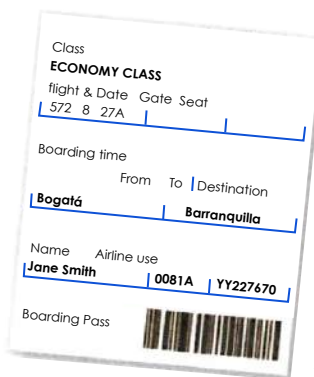 Class
ECONOMY CLASS
flight & Date Gate Seat
572 8 27A
Boarding time
From To Destination
Bogatá Barranquilla
Name Airline use
Jane Smith 0081A YY227670
Boarding Pass